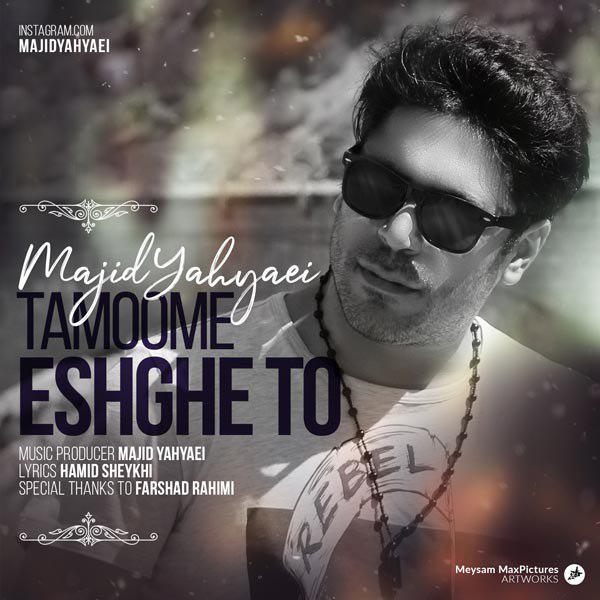 INSTAGRAM.COM
MAJIDYAHYAEI
Majid Yahyaei
TAMOOME
ESHGHE TO
MUSIC PRODUCER MAJID YAHYAEI
LYRICS HAMID SHEYKHI
SPECIAL THANKS TO FARSHAD RAHIMI
REBEL
Meysam MaxPictures
ARTWORKS